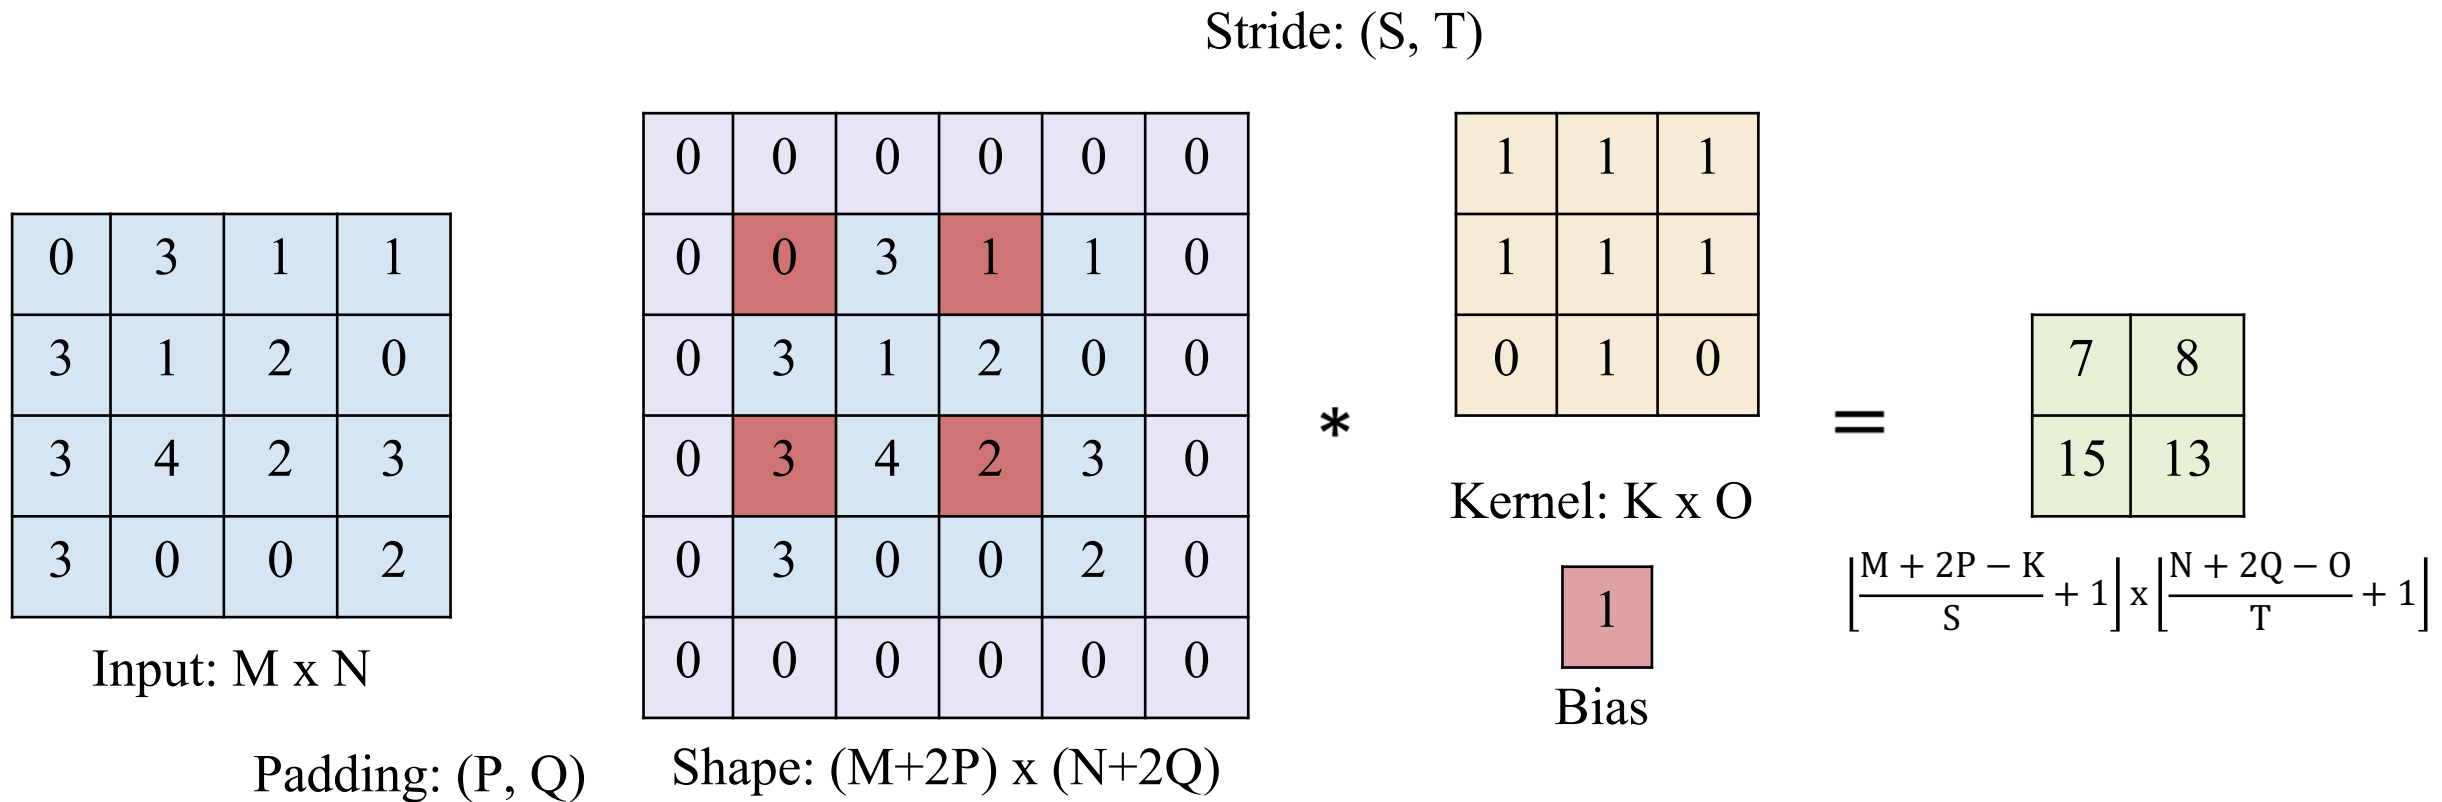 Stride: (S, T)
0 3 1 1
3 1 2 0
3 4 2 3
3 0 0 2
Input: M x N
Padding: (P, Q)
0 0 0 0 0 0
0 0 3 1 1 0
0 3 1 2 0 0
0 3 4 2 3 0
0 3 0 0 2 0
0 0 0 0 0 0
Shape: (M+2P) x (N+2Q)
*
1 1 1
1 1 1
0 1 0
Kernel: K x O
1
Bias
=
7 8
15 13
⌊(M + 2P − K)/S + 1⌋ x ⌊(N + 2Q − O)/T + 1⌋